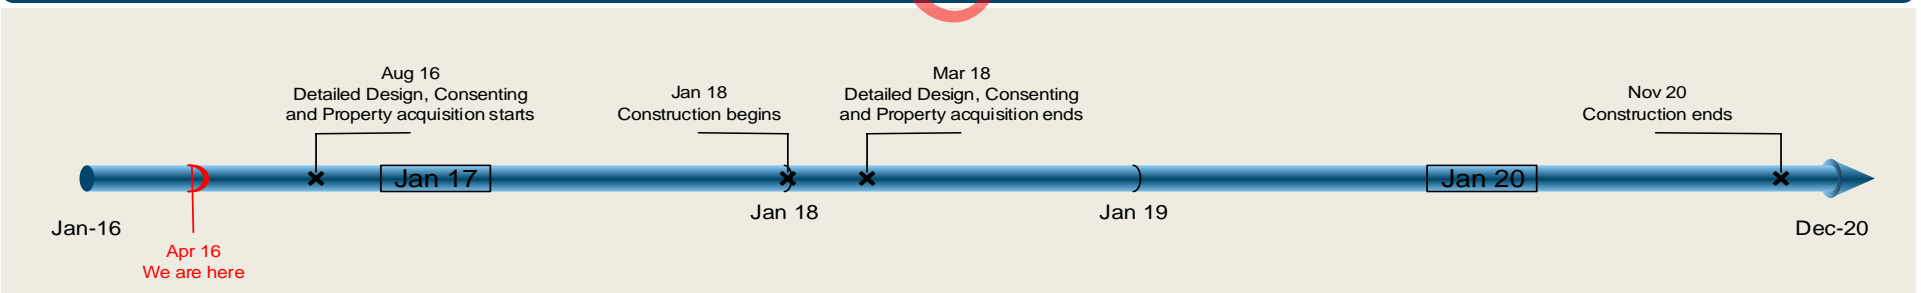 Aug 16
Detailed Design, Consenting
and Property acquisition starts
Jan 18
Construction begins
Mar 18
Detailed Design, Consenting
and Property acquisition ends
Nov 20
Construction ends
Jan 17
Jan 20
Jan-16
Jan 18
Jan 19
Dec-20
Apr 16
We are here